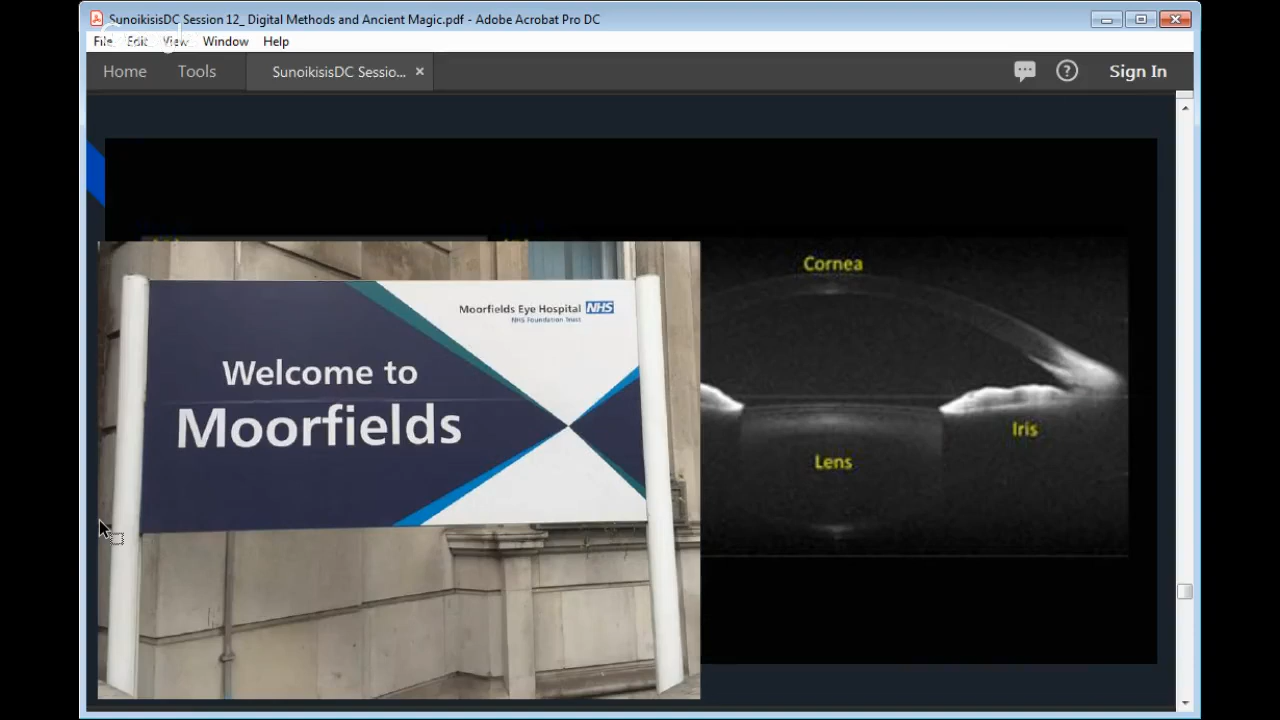 SunoikisisDC Session 12_ Digital Methods and Ancient Magic.pdf - Adobe Acrobat Pro DC
File Edit View Window Help
Home Tools SunoikisisDC Sessio... × Sign In
Cornea
Moorfields Eye Hospital NHS
NHS Foundation Trust
Welcome to
Moorfields
Iris
Lens